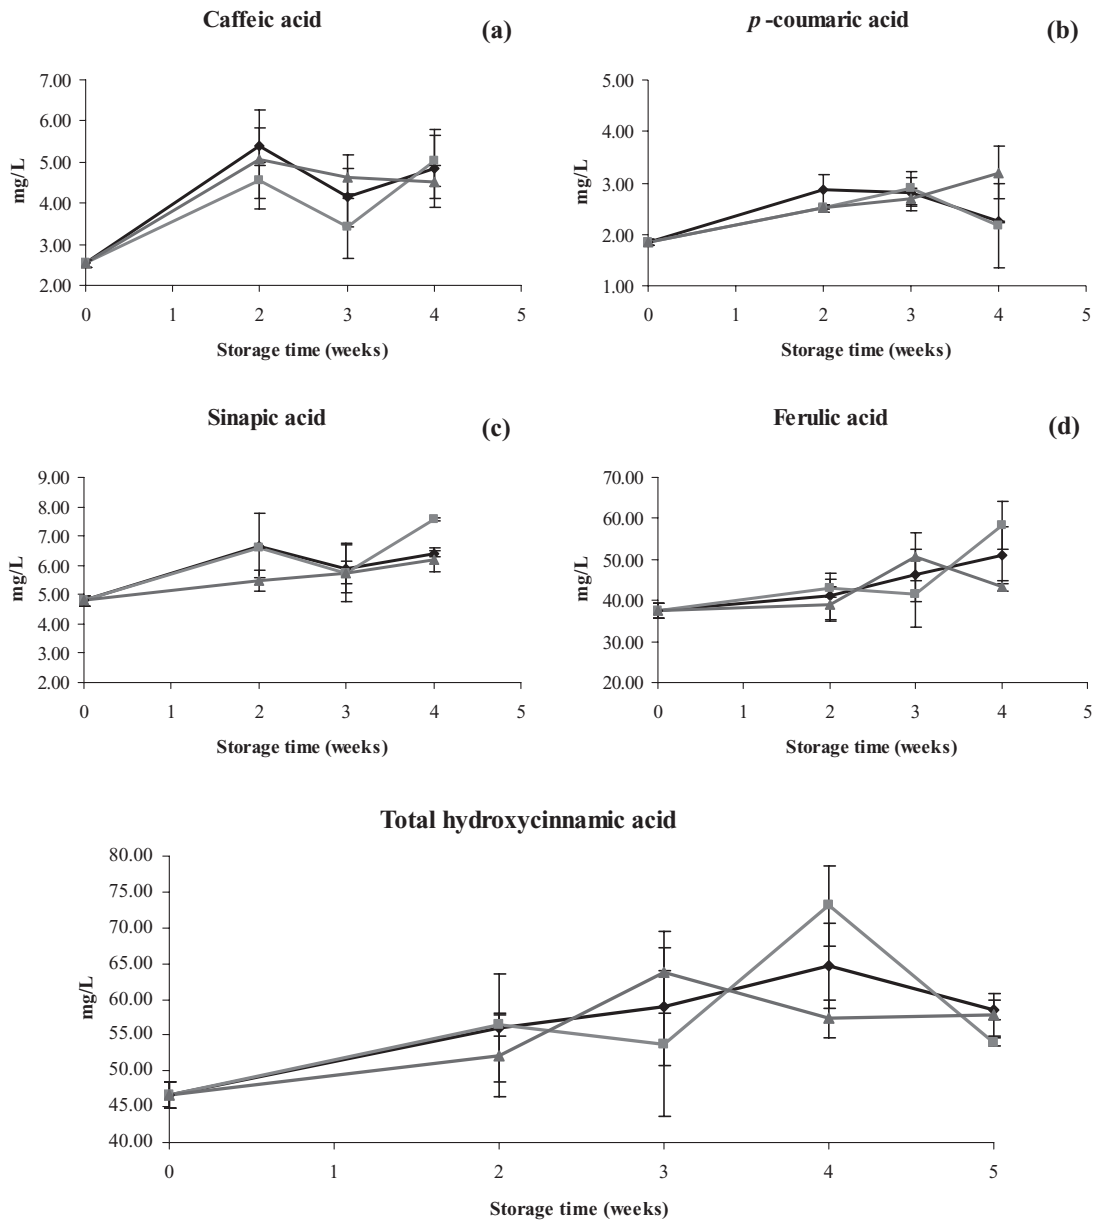 Caffeic acid
(a)
7.00
6.00
5.00
4.00
3.00
2.00
mg/L
0 1 2 3 4 5
Storage time (weeks)
p -coumaric acid
(b)
5.00
4.00
3.00
2.00
1.00
mg/L
0 1 2 3 4 5
Storage time (weeks)
Sinapic acid
(c)
9.00
8.00
7.00
6.00
5.00
4.00
3.00
2.00
mg/L
0 1 2 3 4 5
Storage time (weeks)
Ferulic acid
(d)
70.00
60.00
50.00
40.00
30.00
20.00
mg/L
0 1 2 3 4 5
Storage time (weeks)
Total hydroxycinnamic acid
80.00
75.00
70.00
65.00
60.00
55.00
50.00
45.00
40.00
mg/L
0 1 2 3 4 5
Storage time (weeks)